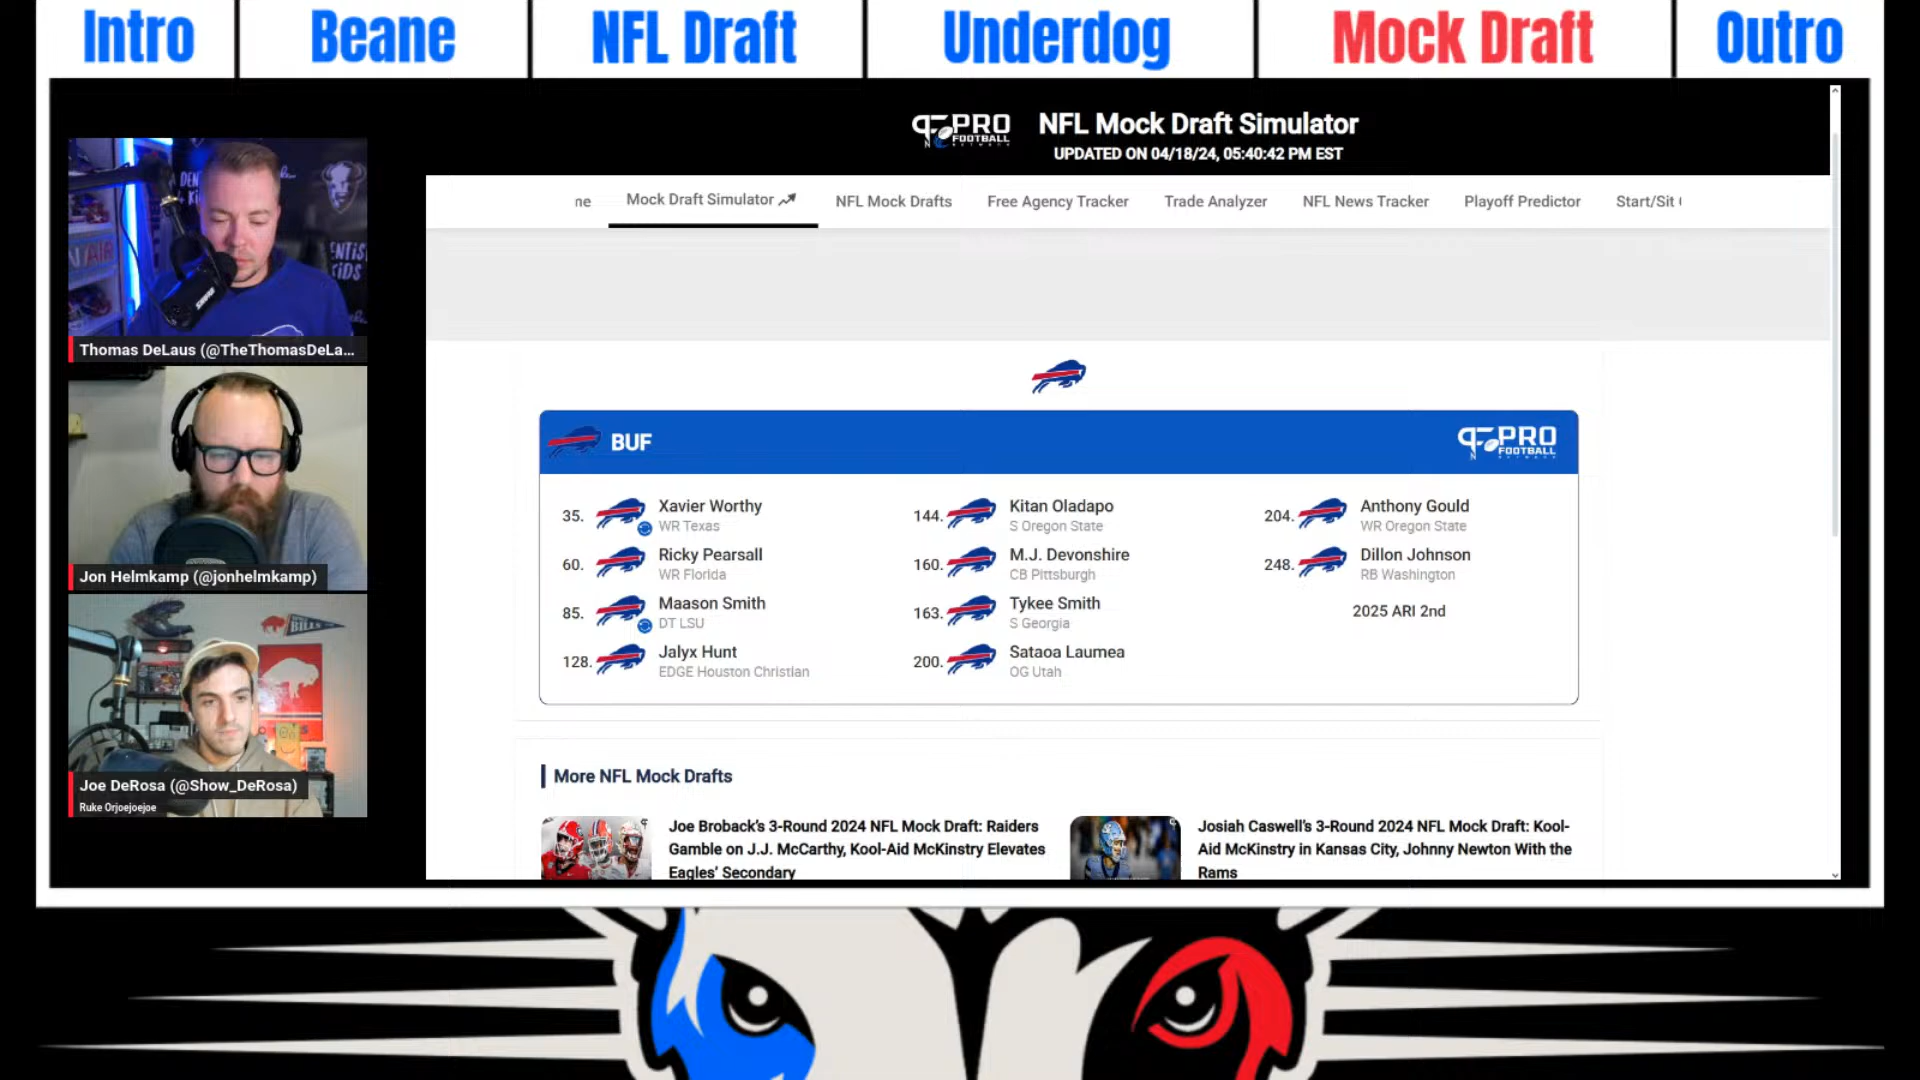 Intro
Beane
NFL Draft
Underdog
Mock Draft
Outro
PRO
FOOTBALL
NETWORK
NFL Mock Draft Simulator
UPDATED ON 04/18/24, 05:40:42 PM EST
ne
Mock Draft Simulator
NFL Mock Drafts
Free Agency Tracker
Trade Analyzer
NFL News Tracker
Playoff Predictor
Start/Sit
BUF
PRO
FOOTBALL
NETWORK
35.
Xavier Worthy
WR Texas
60.
Ricky Pearsall
WR Florida
85.
Maason Smith
DT LSU
128.
Jalyx Hunt
EDGE Houston Christian
144.
Kitan Oladapo
S Oregon State
160.
M.J. Devonshire
CB Pittsburgh
163.
Tykee Smith
S Georgia
200.
Sataoa Laumea
OG Utah
204.
Anthony Gould
WR Oregon State
248.
Dillon Johnson
RB Washington
2025 ARI 2nd
More NFL Mock Drafts
Joe Broback's 3-Round 2024 NFL Mock Draft: Raiders
Gamble on J.J. McCarthy, Kool-Aid McKinstry Elevates
Eagles' Secondary
Josiah Caswell's 3-Round 2024 NFL Mock Draft: Kool-
Aid McKinstry in Kansas City, Johnny Newton With the
Rams
SHURE
Thomas DeLaus (@TheThomasDeLa...
Jon Helmkamp (@jonhelmkamp)
BILLS
Joe DeRosa (@Show_DeRosa)
Ruke Orjoejoejoe